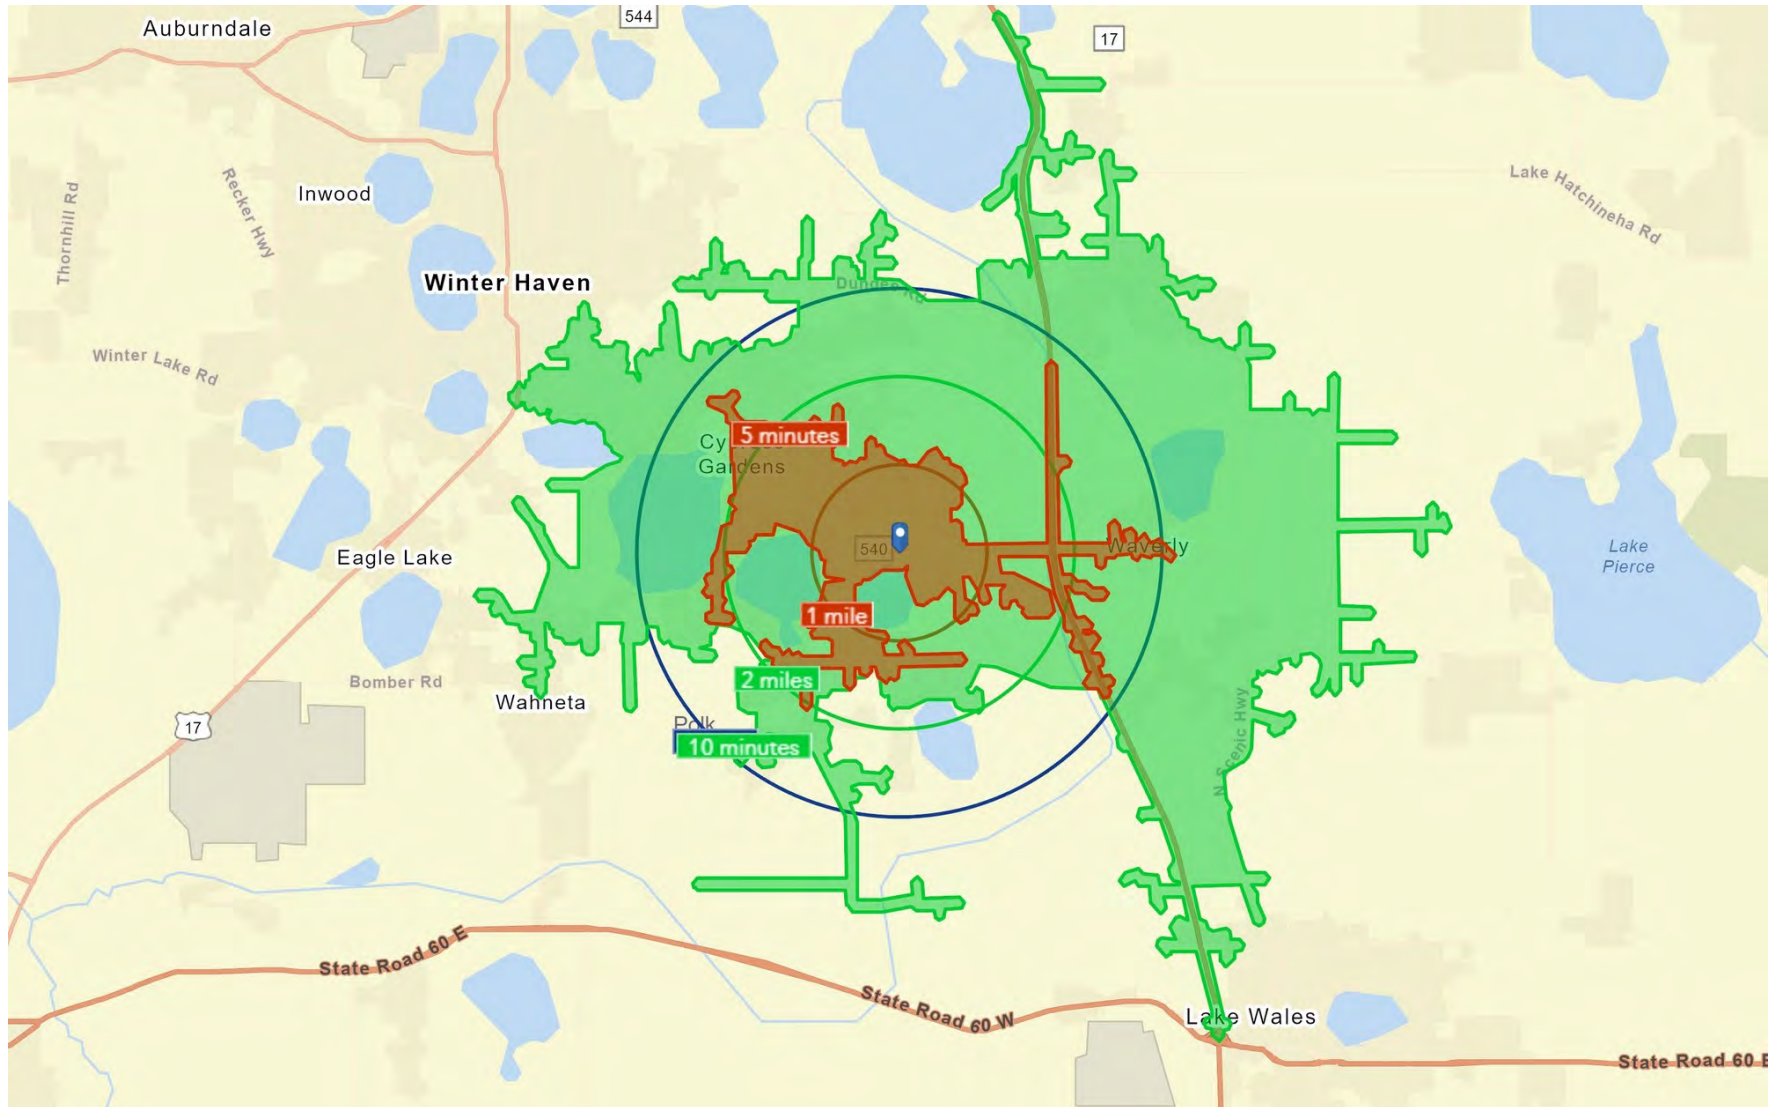 Auburndale
544
17
Thornhill Rd
Recker Hwy
Inwood
Lake Hatchineha Rd
Winter Haven
Dundee Rd
Winter Lake Rd
5 minutes
Gardens
540
Waverly
Eagle Lake
Lake
Pierce
1 mile
2 miles
Bomber Rd
Wahneta
17
Polk
10 minutes
N Scenic Hwy
State Road 60 E
State Road 60 W
Lake Wales
State Road 60 E